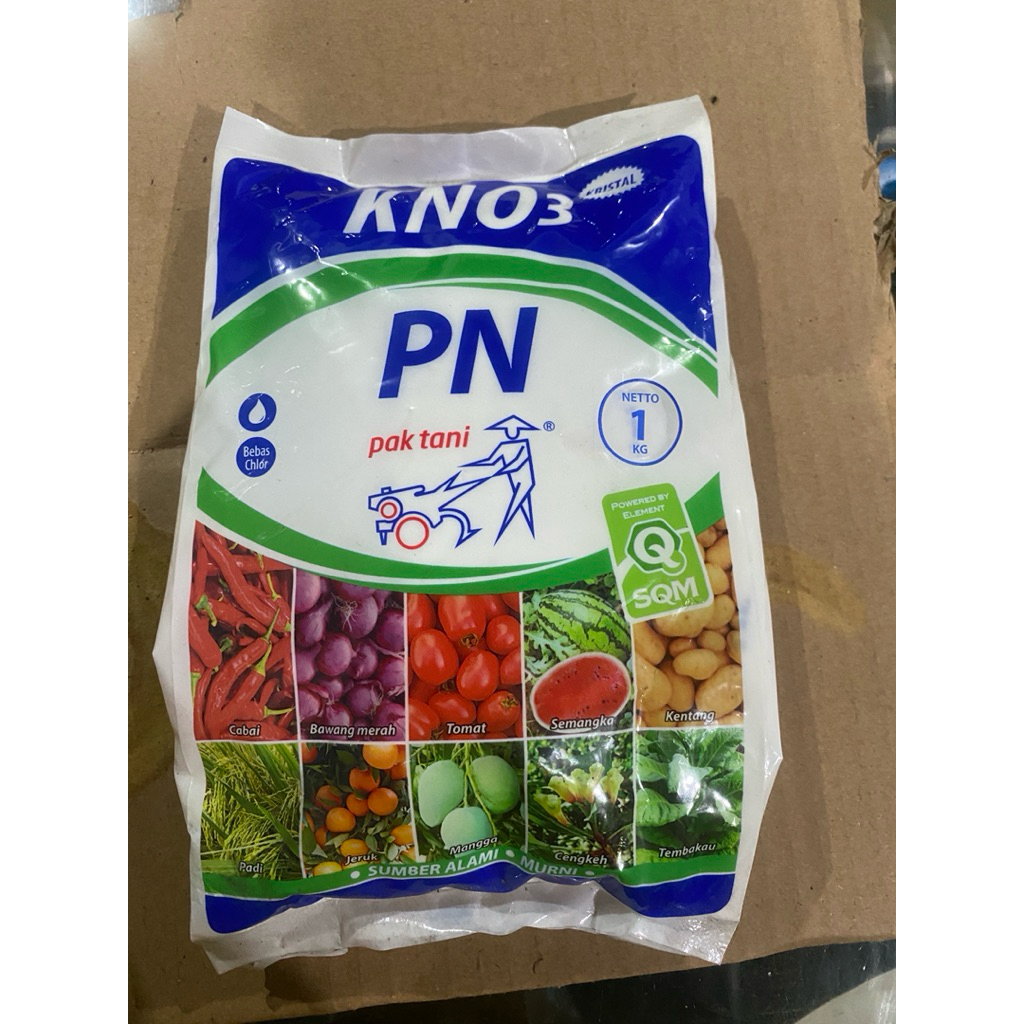 KNO3
KRISTAL
PN
pak tani ®
NETTO
1
KG
Bebas
Chlór
POWERED BY
ELEMENT
Q
SQM
Cabai
Bawang merah
Tomat
Semangka
Kentang
Padi
Jeruk
Mangga
Cengkeh
Tembakau
• SUMBER ALAMI • MURNI •